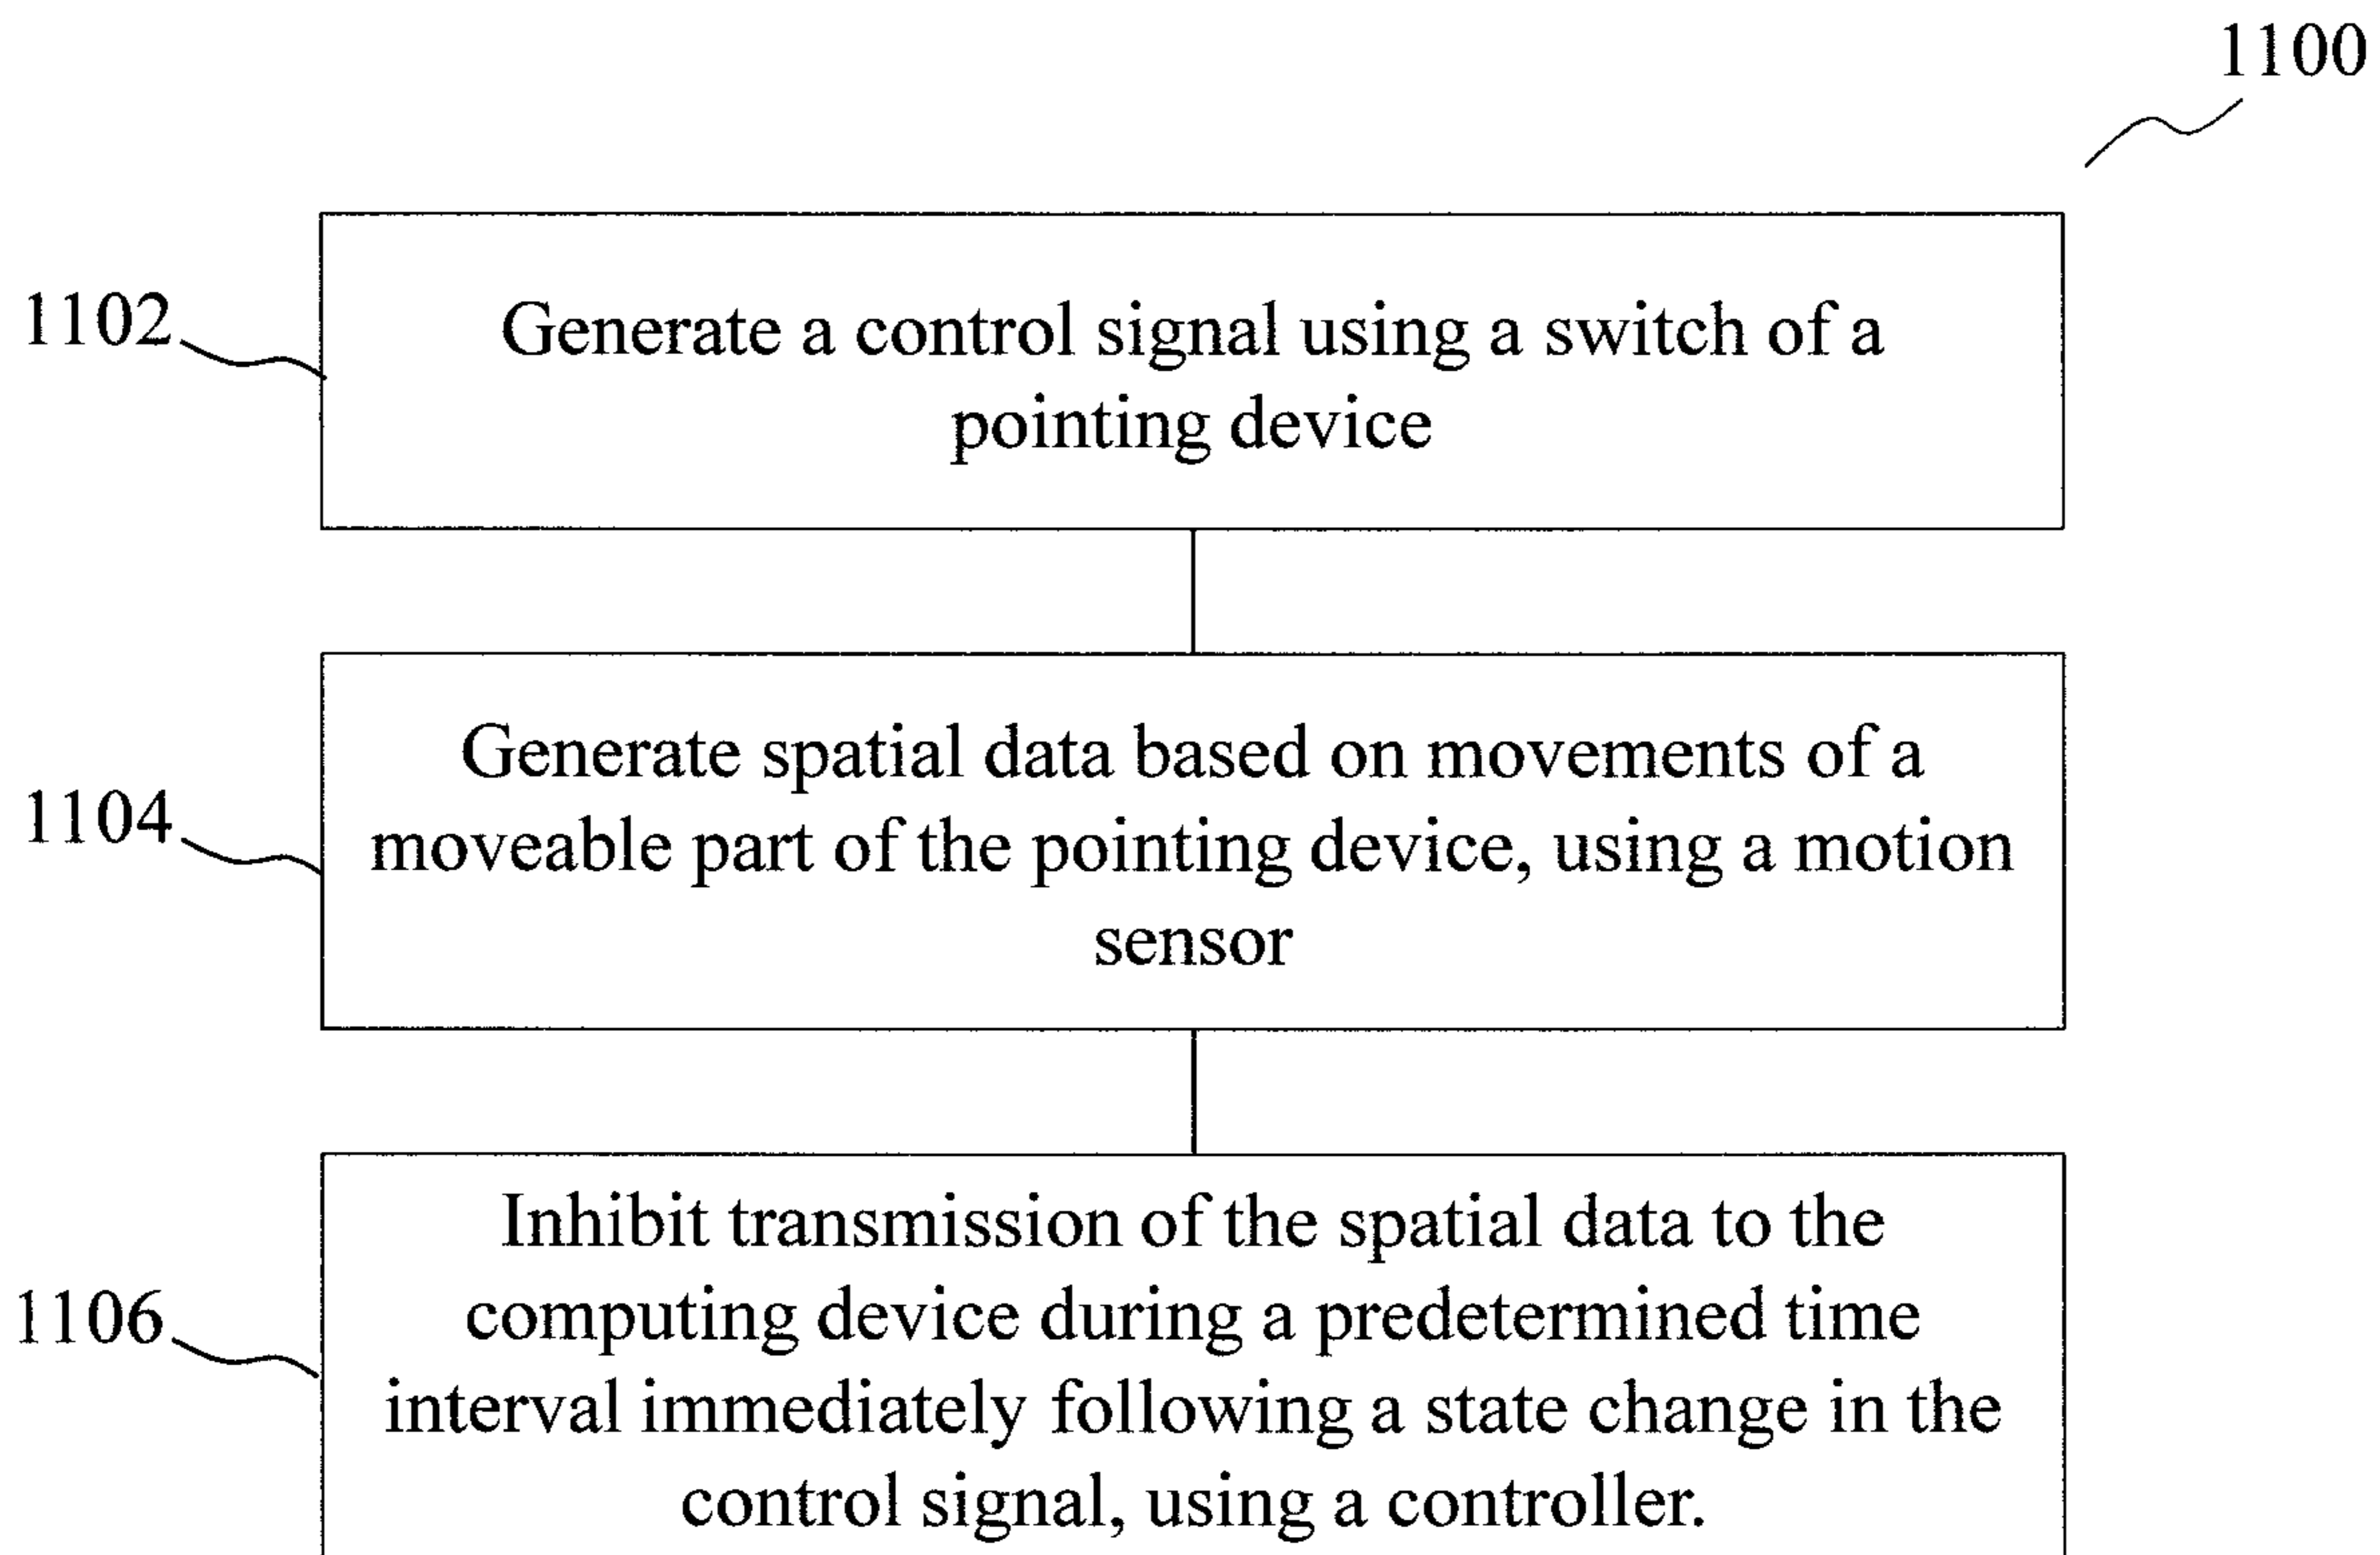 1100
1102
Generate a control signal using a switch of a
pointing device
1104
Generate spatial data based on movements of a
moveable part of the pointing device, using a motion
sensor
1106
Inhibit transmission of the spatial data to the
computing device during a predetermined time
interval immediately following a state change in the
control signal, using a controller.